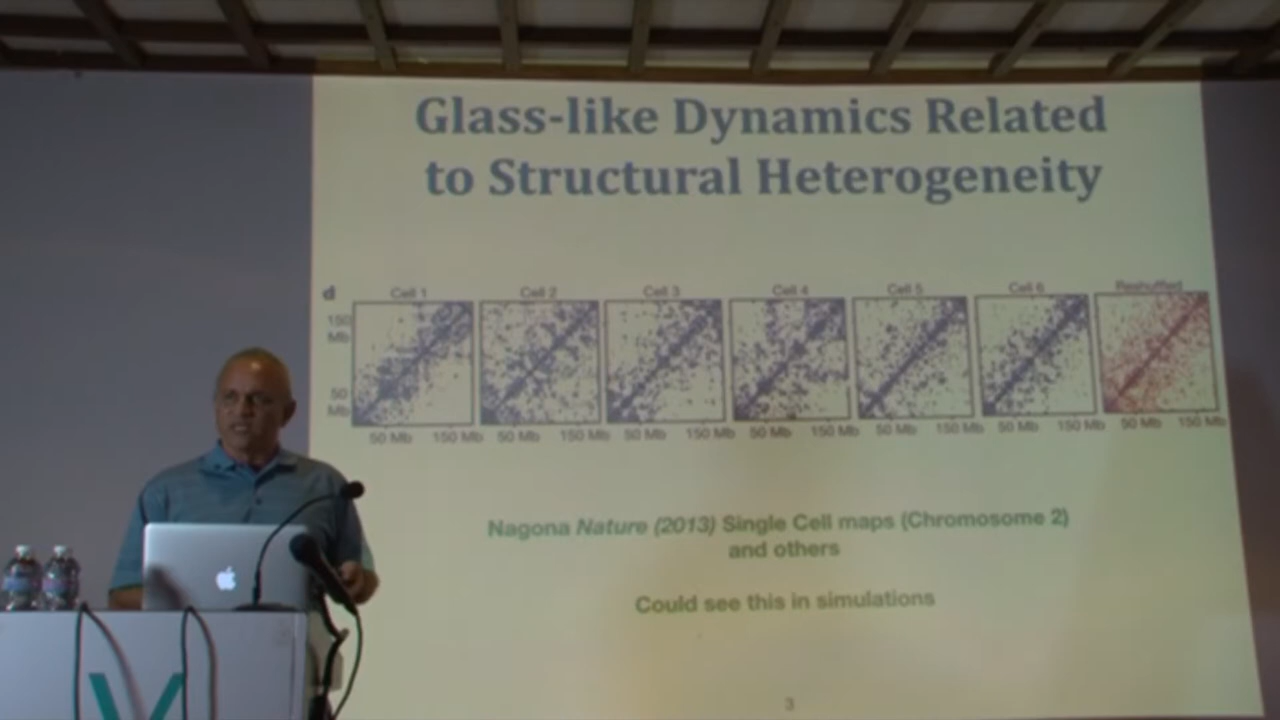 Glass-like Dynamics Related
to Structural Heterogeneity
d
Cell 1 Cell 2 Cell 3 Cell 4 Cell 5 Cell 6 Reshuffled
150
Mb
50
Mb
50 Mb 150 Mb 50 Mb 150 Mb 50 Mb 150 Mb 50 Mb 150 Mb 50 Mb 150 Mb 50 Mb 150 Mb 50 Mb 150 Mb
Nagona Nature (2013) Single Cell maps (Chromosome 2)
and others
Could see this in simulations
3